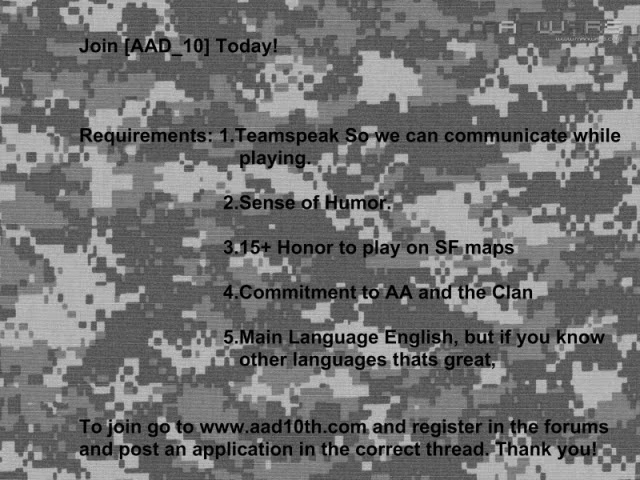 Join [AAD_10] Today!
Requirements: 1.Teamspeak So we can communicate while
playing.
2.Sense of Humor.
3.15+ Honor to play on SF maps
4.Commitment to AA and the Clan
5.Main Language English, but if you know
other languages thats great,
To join go to www.aad10th.com and register in the forums
and post an application in the correct thread. Thank you!